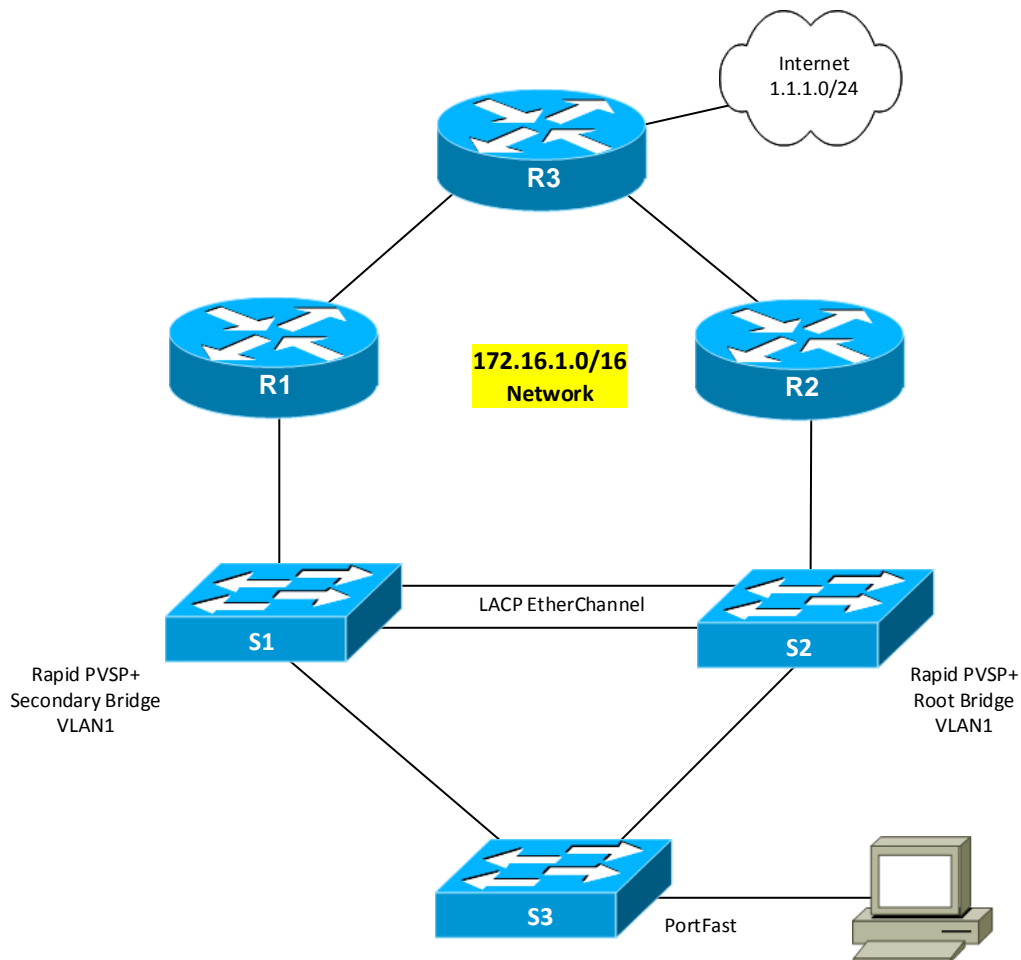 Internet
1.1.1.0/24
R3
R1
172.16.1.0/16
Network
R2
LACP EtherChannel
S1
S2
Rapid PVSP+
Secondary Bridge
VLAN1
Rapid PVSP+
Root Bridge
VLAN1
S3
PortFast